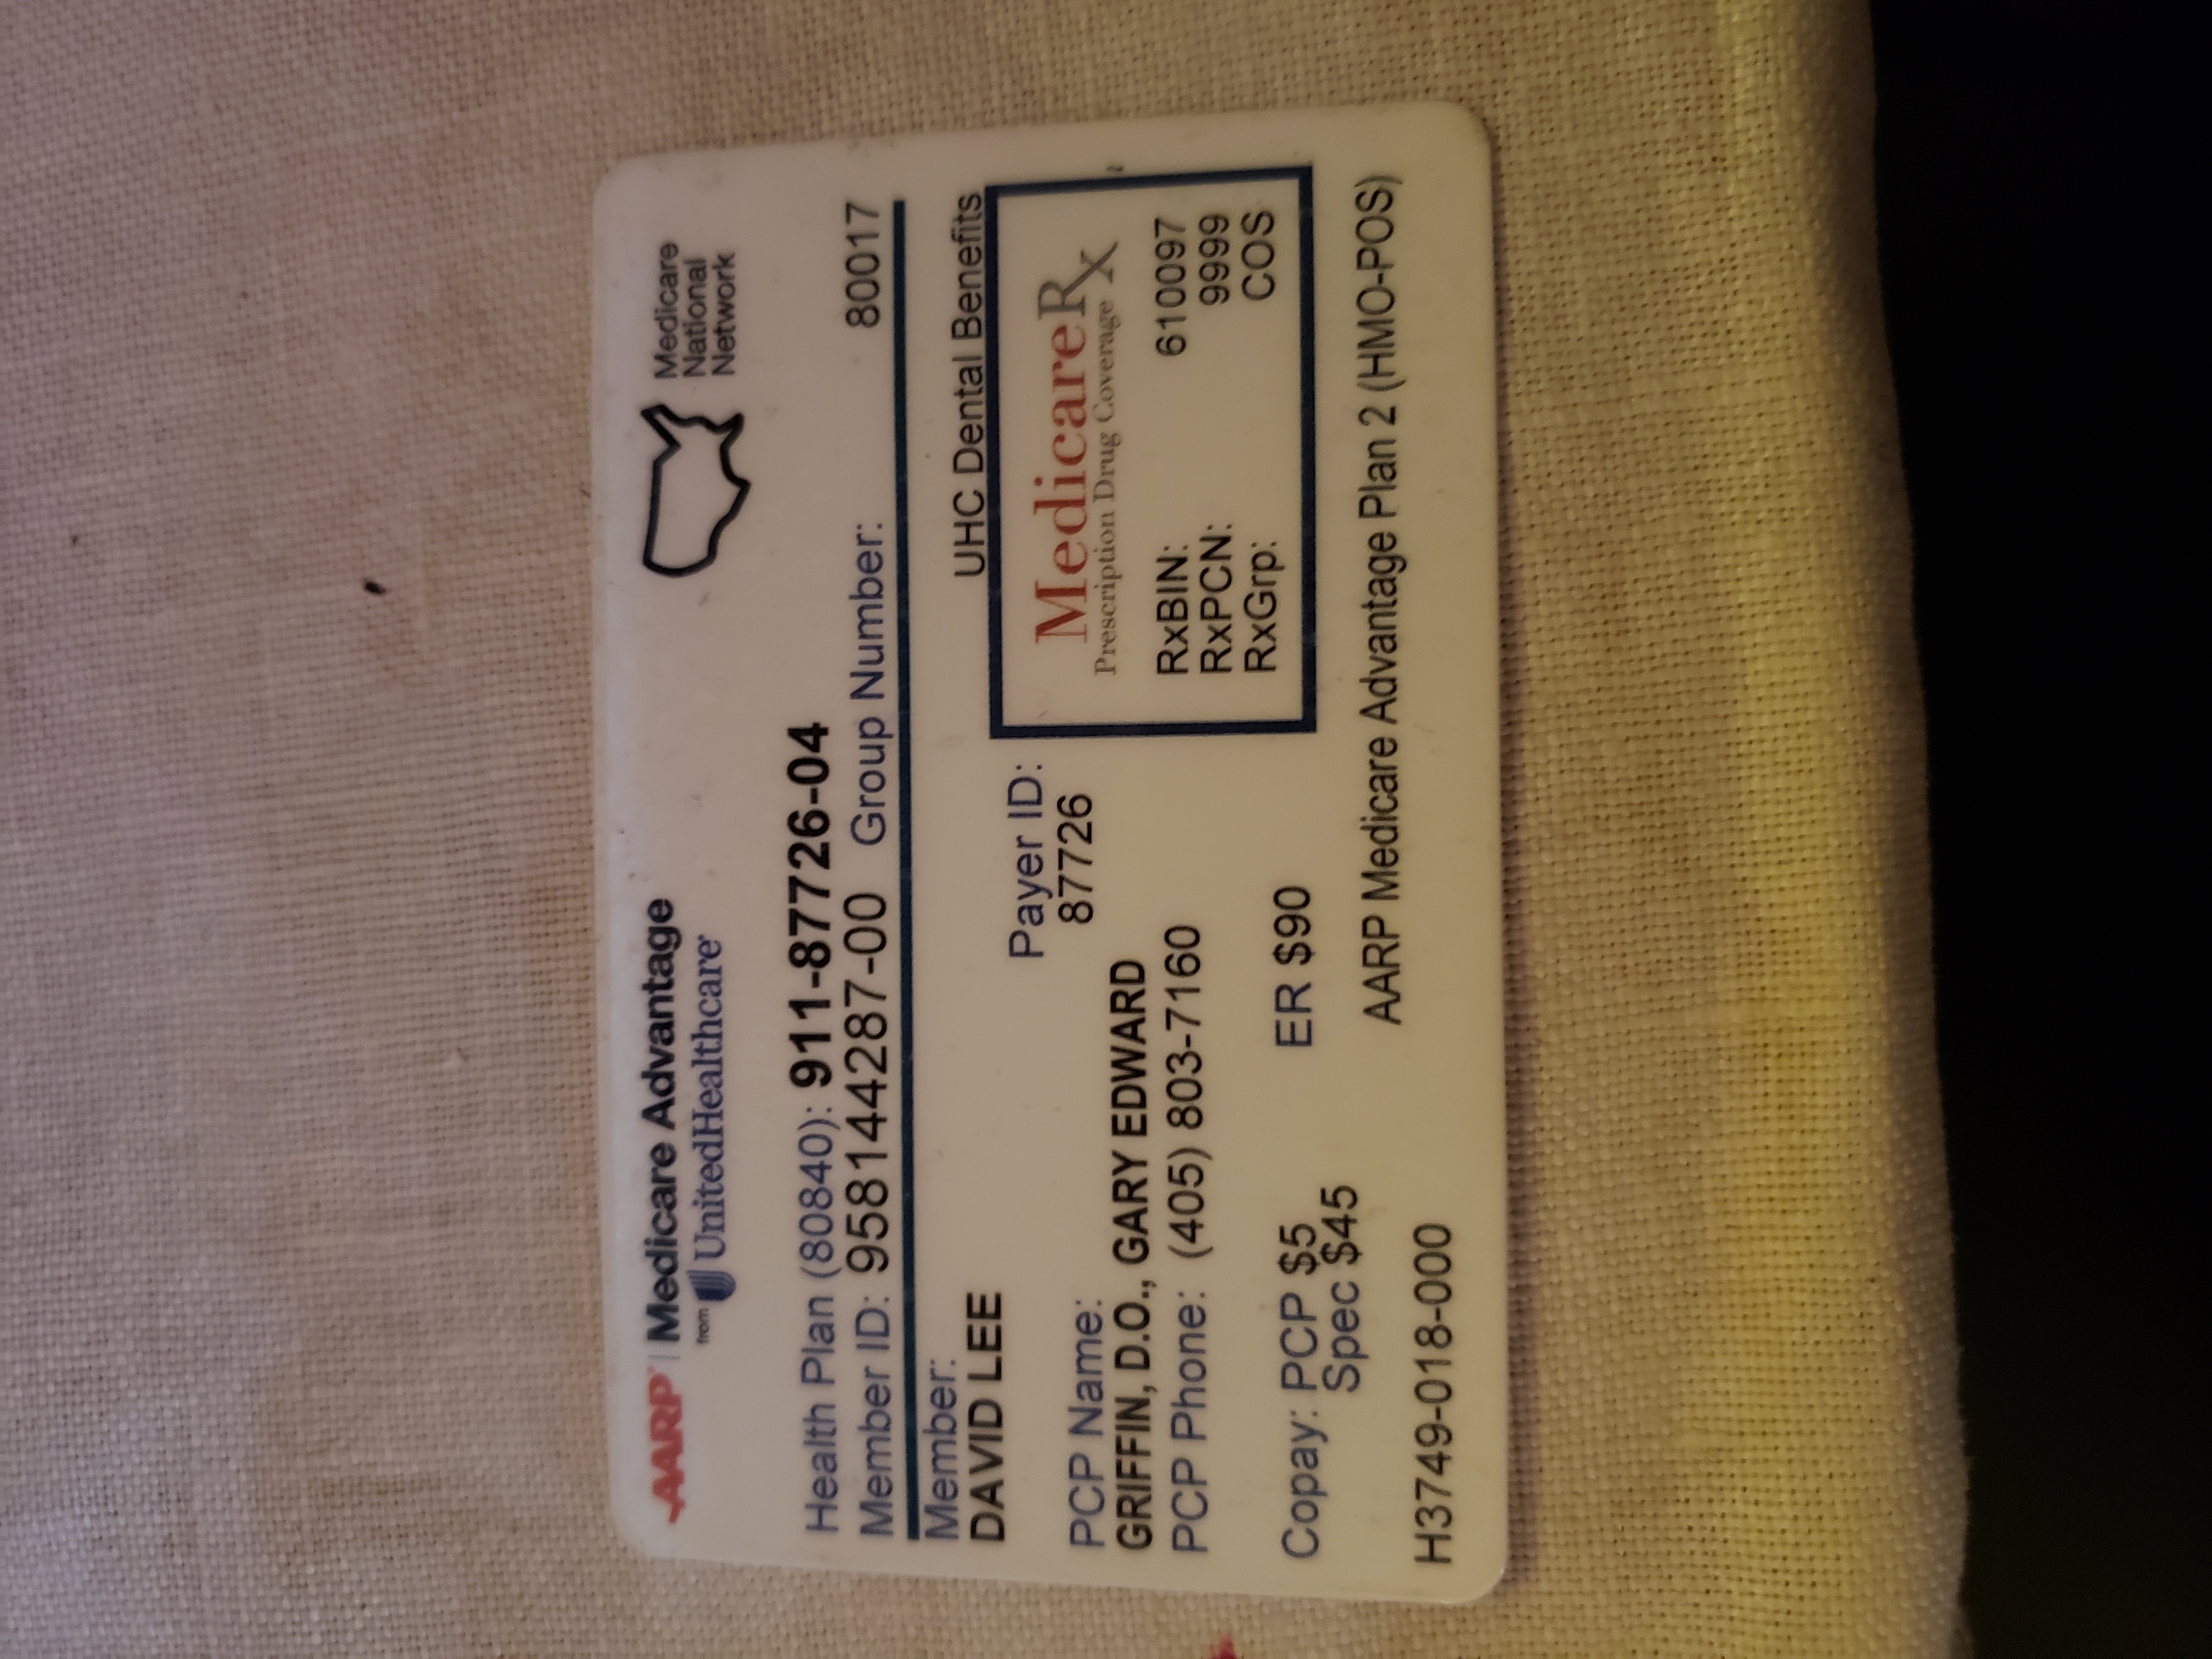 AARP | Medicare Advantage
from UnitedHealthcare
Medicare
National
Network
Health Plan (80840): 911-87726-04
Member ID: 958144287-00 Group Number: 80017
Member:
DAVID LEE
UHC Dental Benefits
Payer ID:
87726
PCP Name:
GRIFFIN, D.O., GARY EDWARD
PCP Phone: (405) 803-7160
MedicareRx
Prescription Drug Coverage
RxBIN: 610097
RxPCN: 9999
RxGrp: COS
Copay: PCP $5 ER $90
Spec $45
H3749-018-000 AARP Medicare Advantage Plan 2 (HMO-POS)